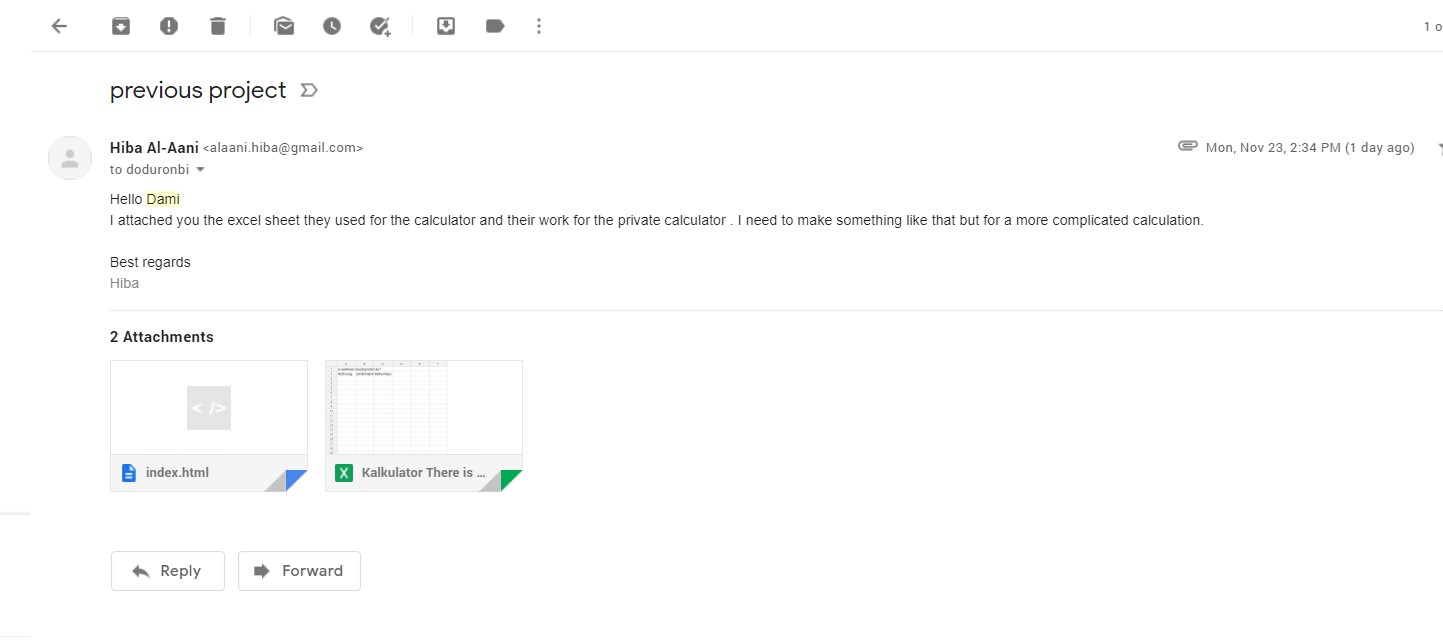 1 o
previous project
Hiba Al-Aani <alaani.hiba@gmail.com>
Mon, Nov 23, 2:34 PM (1 day ago)
to doduronbi
Hello Dami
I attached you the excel sheet they used for the calculator and their work for the private calculator . I need to make something like that but for a more complicated calculation.
Best regards
Hiba
2 Attachments
</>
index.html
X Kalkulator There is ...
Reply
Forward